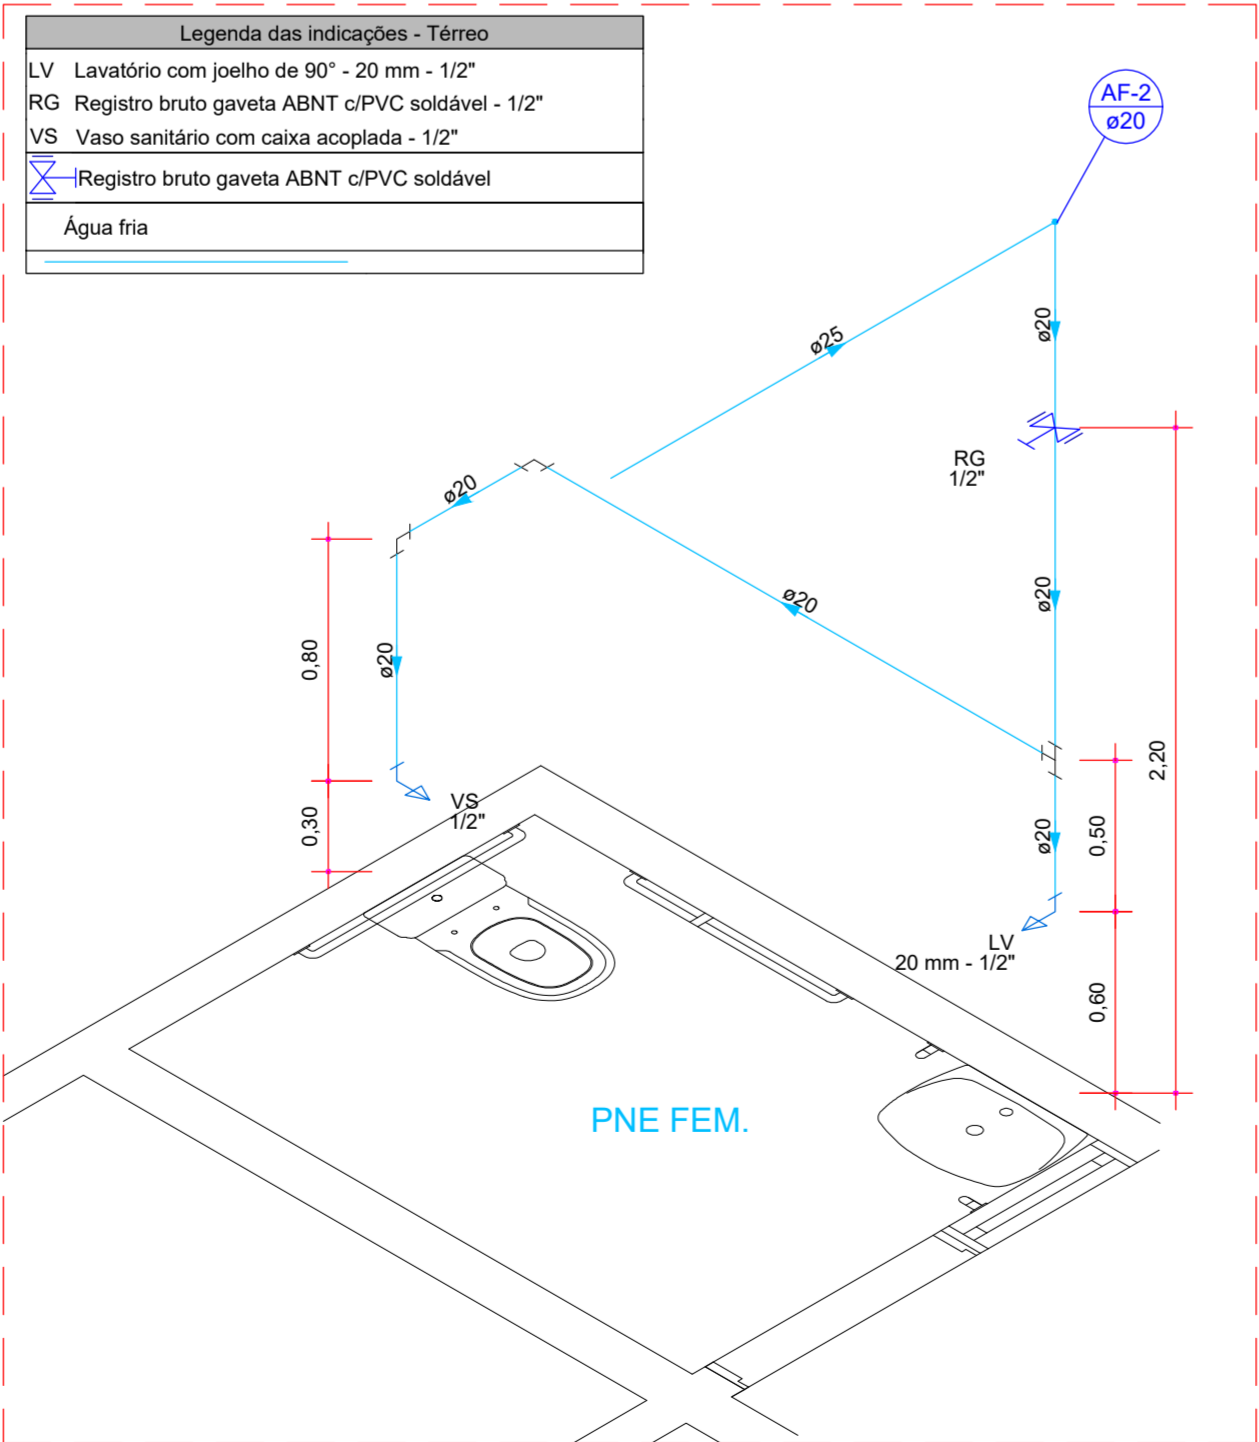 Legenda das indicações - Térreo
LV Lavatório com joelho de 90° - 20 mm - 1/2"
RG Registro bruto gaveta ABNT c/PVC soldável - 1/2"
VS Vaso sanitário com caixa acoplada - 1/2"
Registro bruto gaveta ABNT c/PVC soldável
Água fria
AF-2
ø20
ø25
ø20
RG
1/2"
ø20
ø20
ø20
0,80
ø20
2,20
VS
1/2"
0,30
0,50
ø20
LV
20 mm - 1/2"
0,60
PNE FEM.